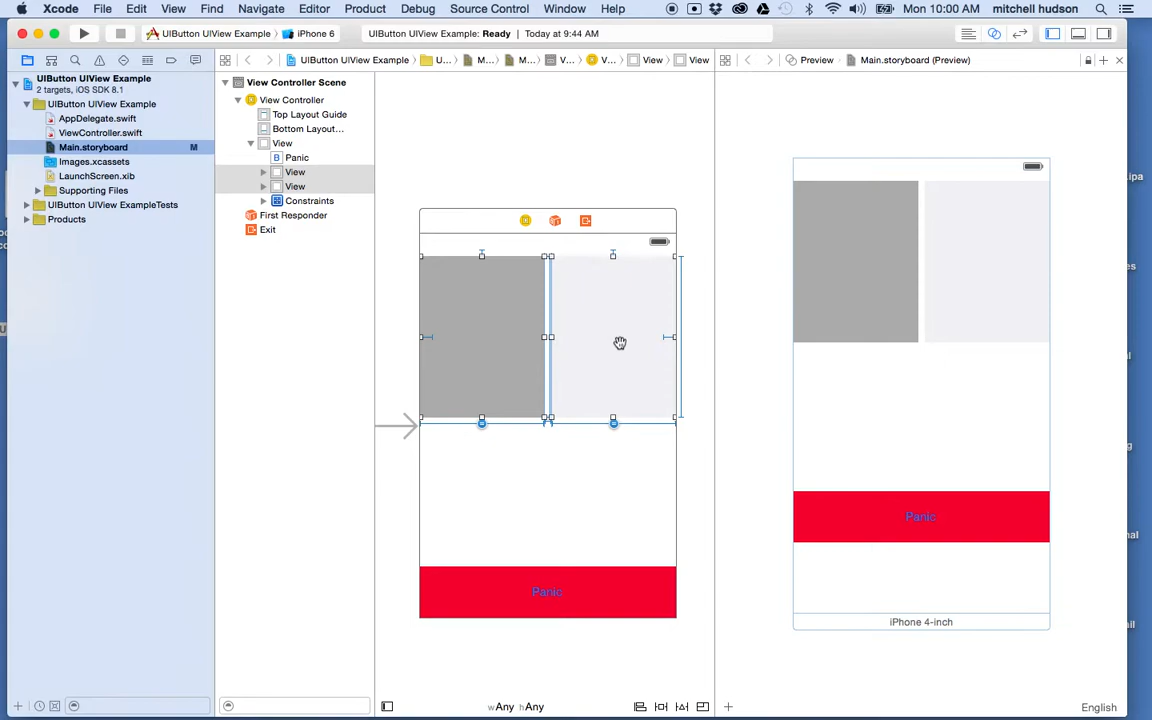 Xcode File Edit View Find Navigate Editor Product Debug Source Control Window Help Mon 10:00 AM mitchell hudson
UIButton UIView Example iPhone 6 UIButton UIView Example: Ready Today at 9:44 AM
UIButton UIView Example U... M... M... V... V... View View Preview Main.storyboard (Preview)
UIButton UIView Example
2 targets, iOS SDK 8.1
UIButton UIView Example
AppDelegate.swift
ViewController.swift
Main.storyboard M
Images.xcassets
LaunchScreen.xib
Supporting Files
UIButton UIView ExampleTests
Products
View Controller Scene
View Controller
Top Layout Guide
Bottom Layout...
View
B Panic
View
View
Constraints
First Responder
Exit
Panic
Panic
iPhone 4-inch
wAny hAny
English